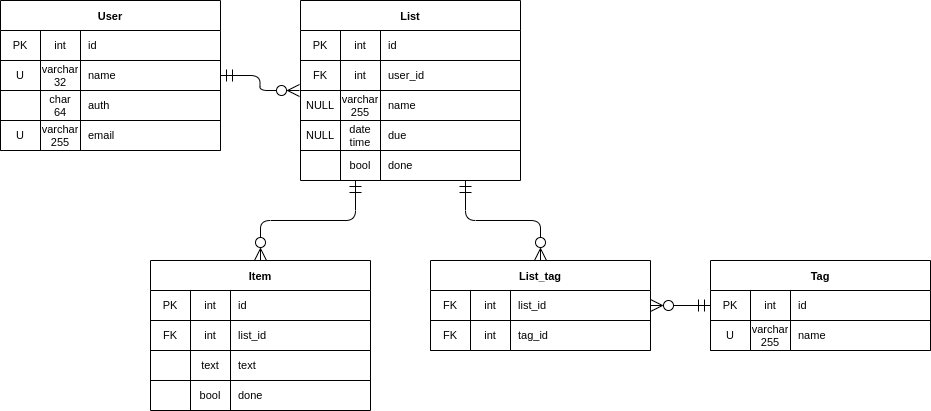 User
PK int id
U varchar
32 name
char
64 auth
U varchar
255 email
List
PK int id
FK int user_id
NULL varchar
255 name
NULL date
time due
bool done
Item
PK int id
FK int list_id
text text
bool done
List_tag
FK int list_id
FK int tag_id
Tag
PK int id
U varchar
255 name